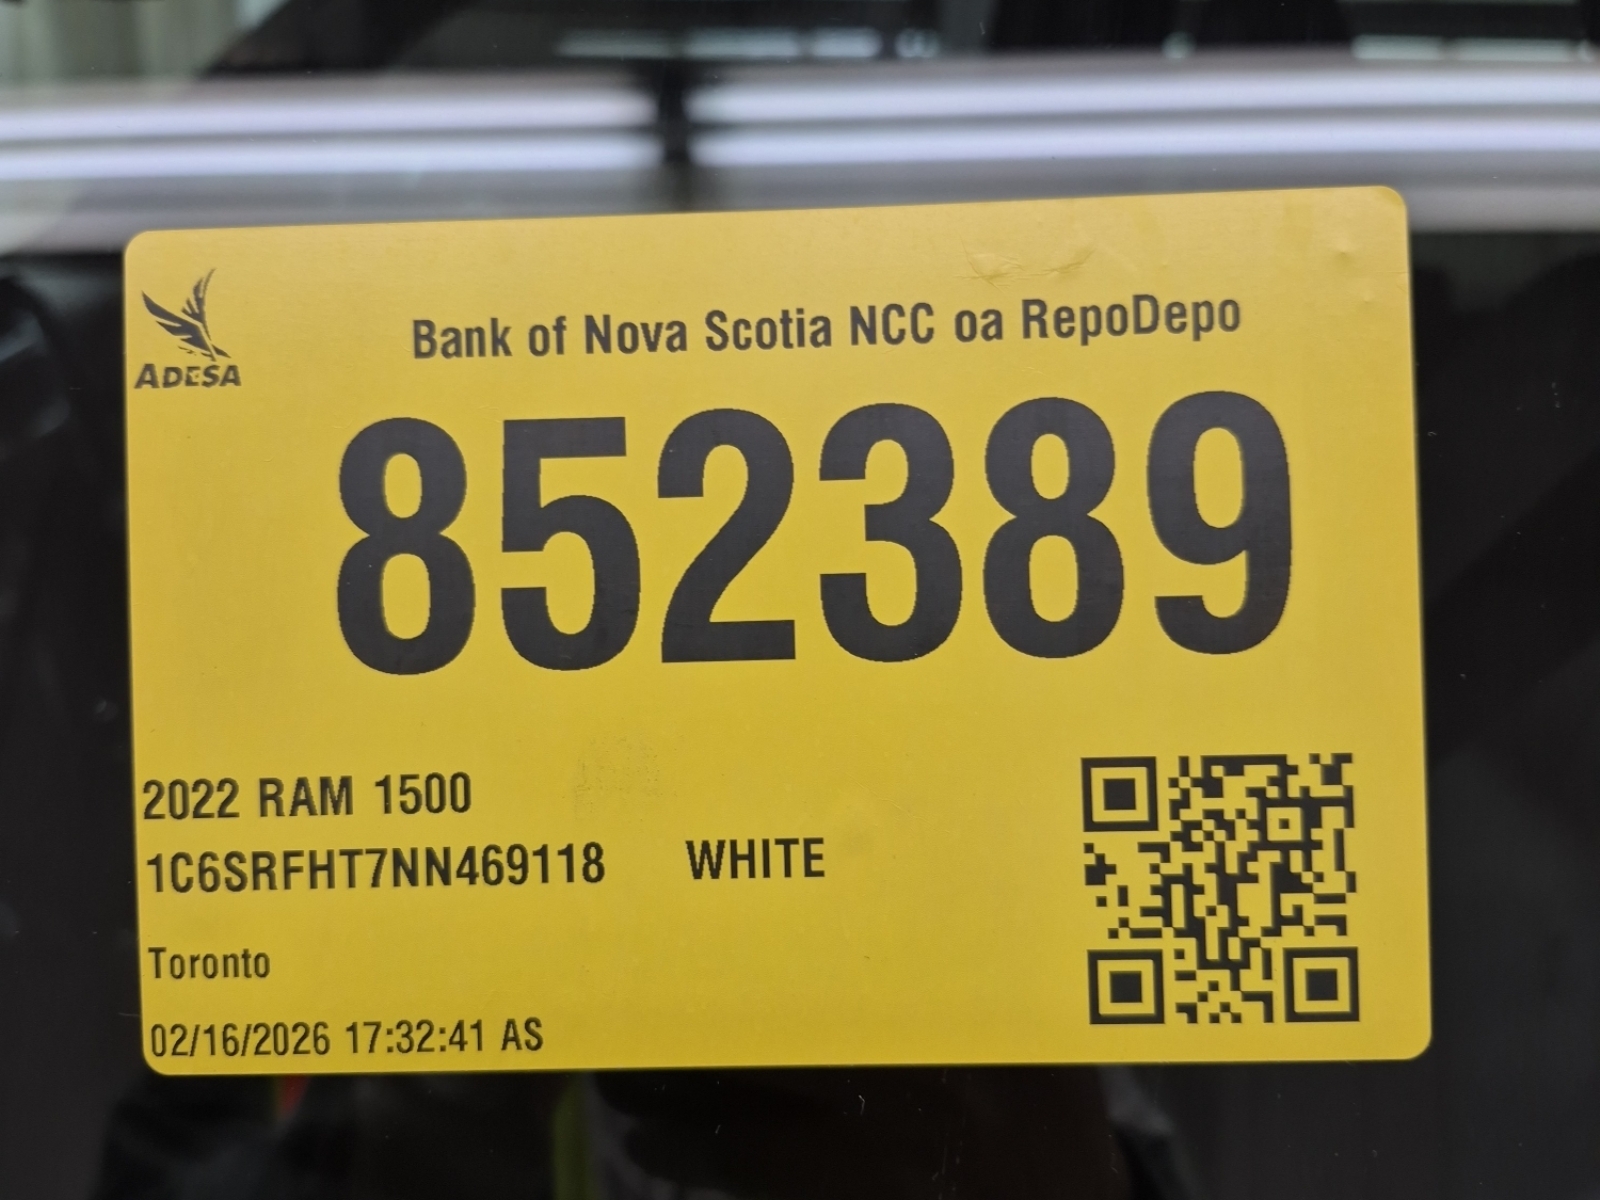 ADESA
Bank of Nova Scotia NCC oa RepoDepo
852389
2022 RAM 1500
1C6SRFHT7NN469118 WHITE
Toronto
02/16/2026 17:32:41 AS